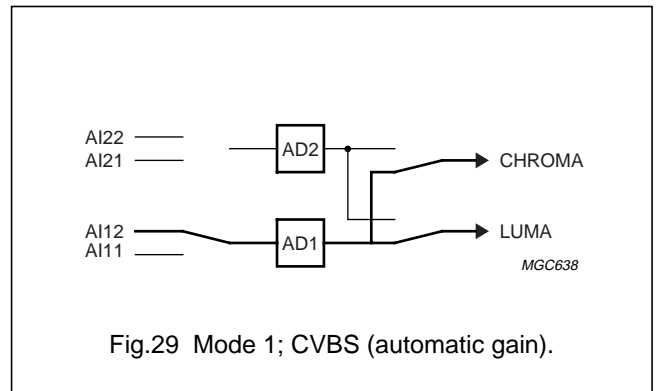 AI22
AI21
AD2
CHROMA
AI12
AI11
AD1
LUMA
MGC638
Fig.29 Mode 1; CVBS (automatic gain).